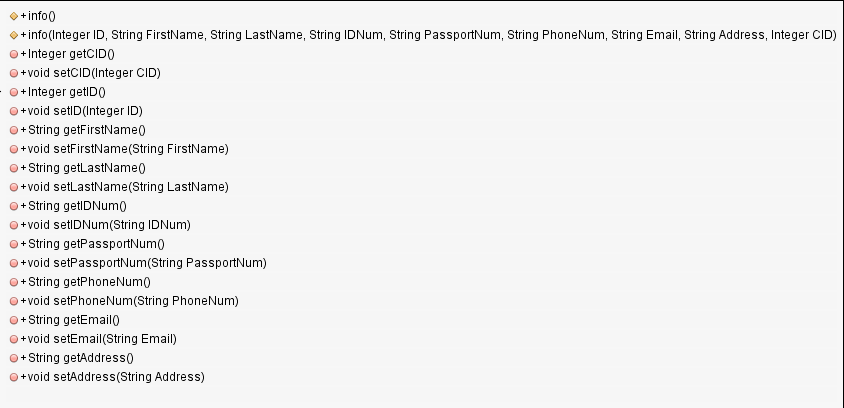 +info()
+info(Integer ID, String FirstName, String LastName, String IDNum, String PassportNum, String PhoneNum, String Email, String Address, Integer CID)
+Integer getCID()
+void setCID(Integer CID)
+Integer getID()
+void setID(Integer ID)
+String getFirstName()
+void setFirstName(String FirstName)
+String getLastName()
+void setLastName(String LastName)
+String getIDNum()
+void setIDNum(String IDNum)
+String getPassportNum()
+void setPassportNum(String PassportNum)
+String getPhoneNum()
+void setPhoneNum(String PhoneNum)
+String getEmail()
+void setEmail(String Email)
+String getAddress()
+void setAddress(String Address)